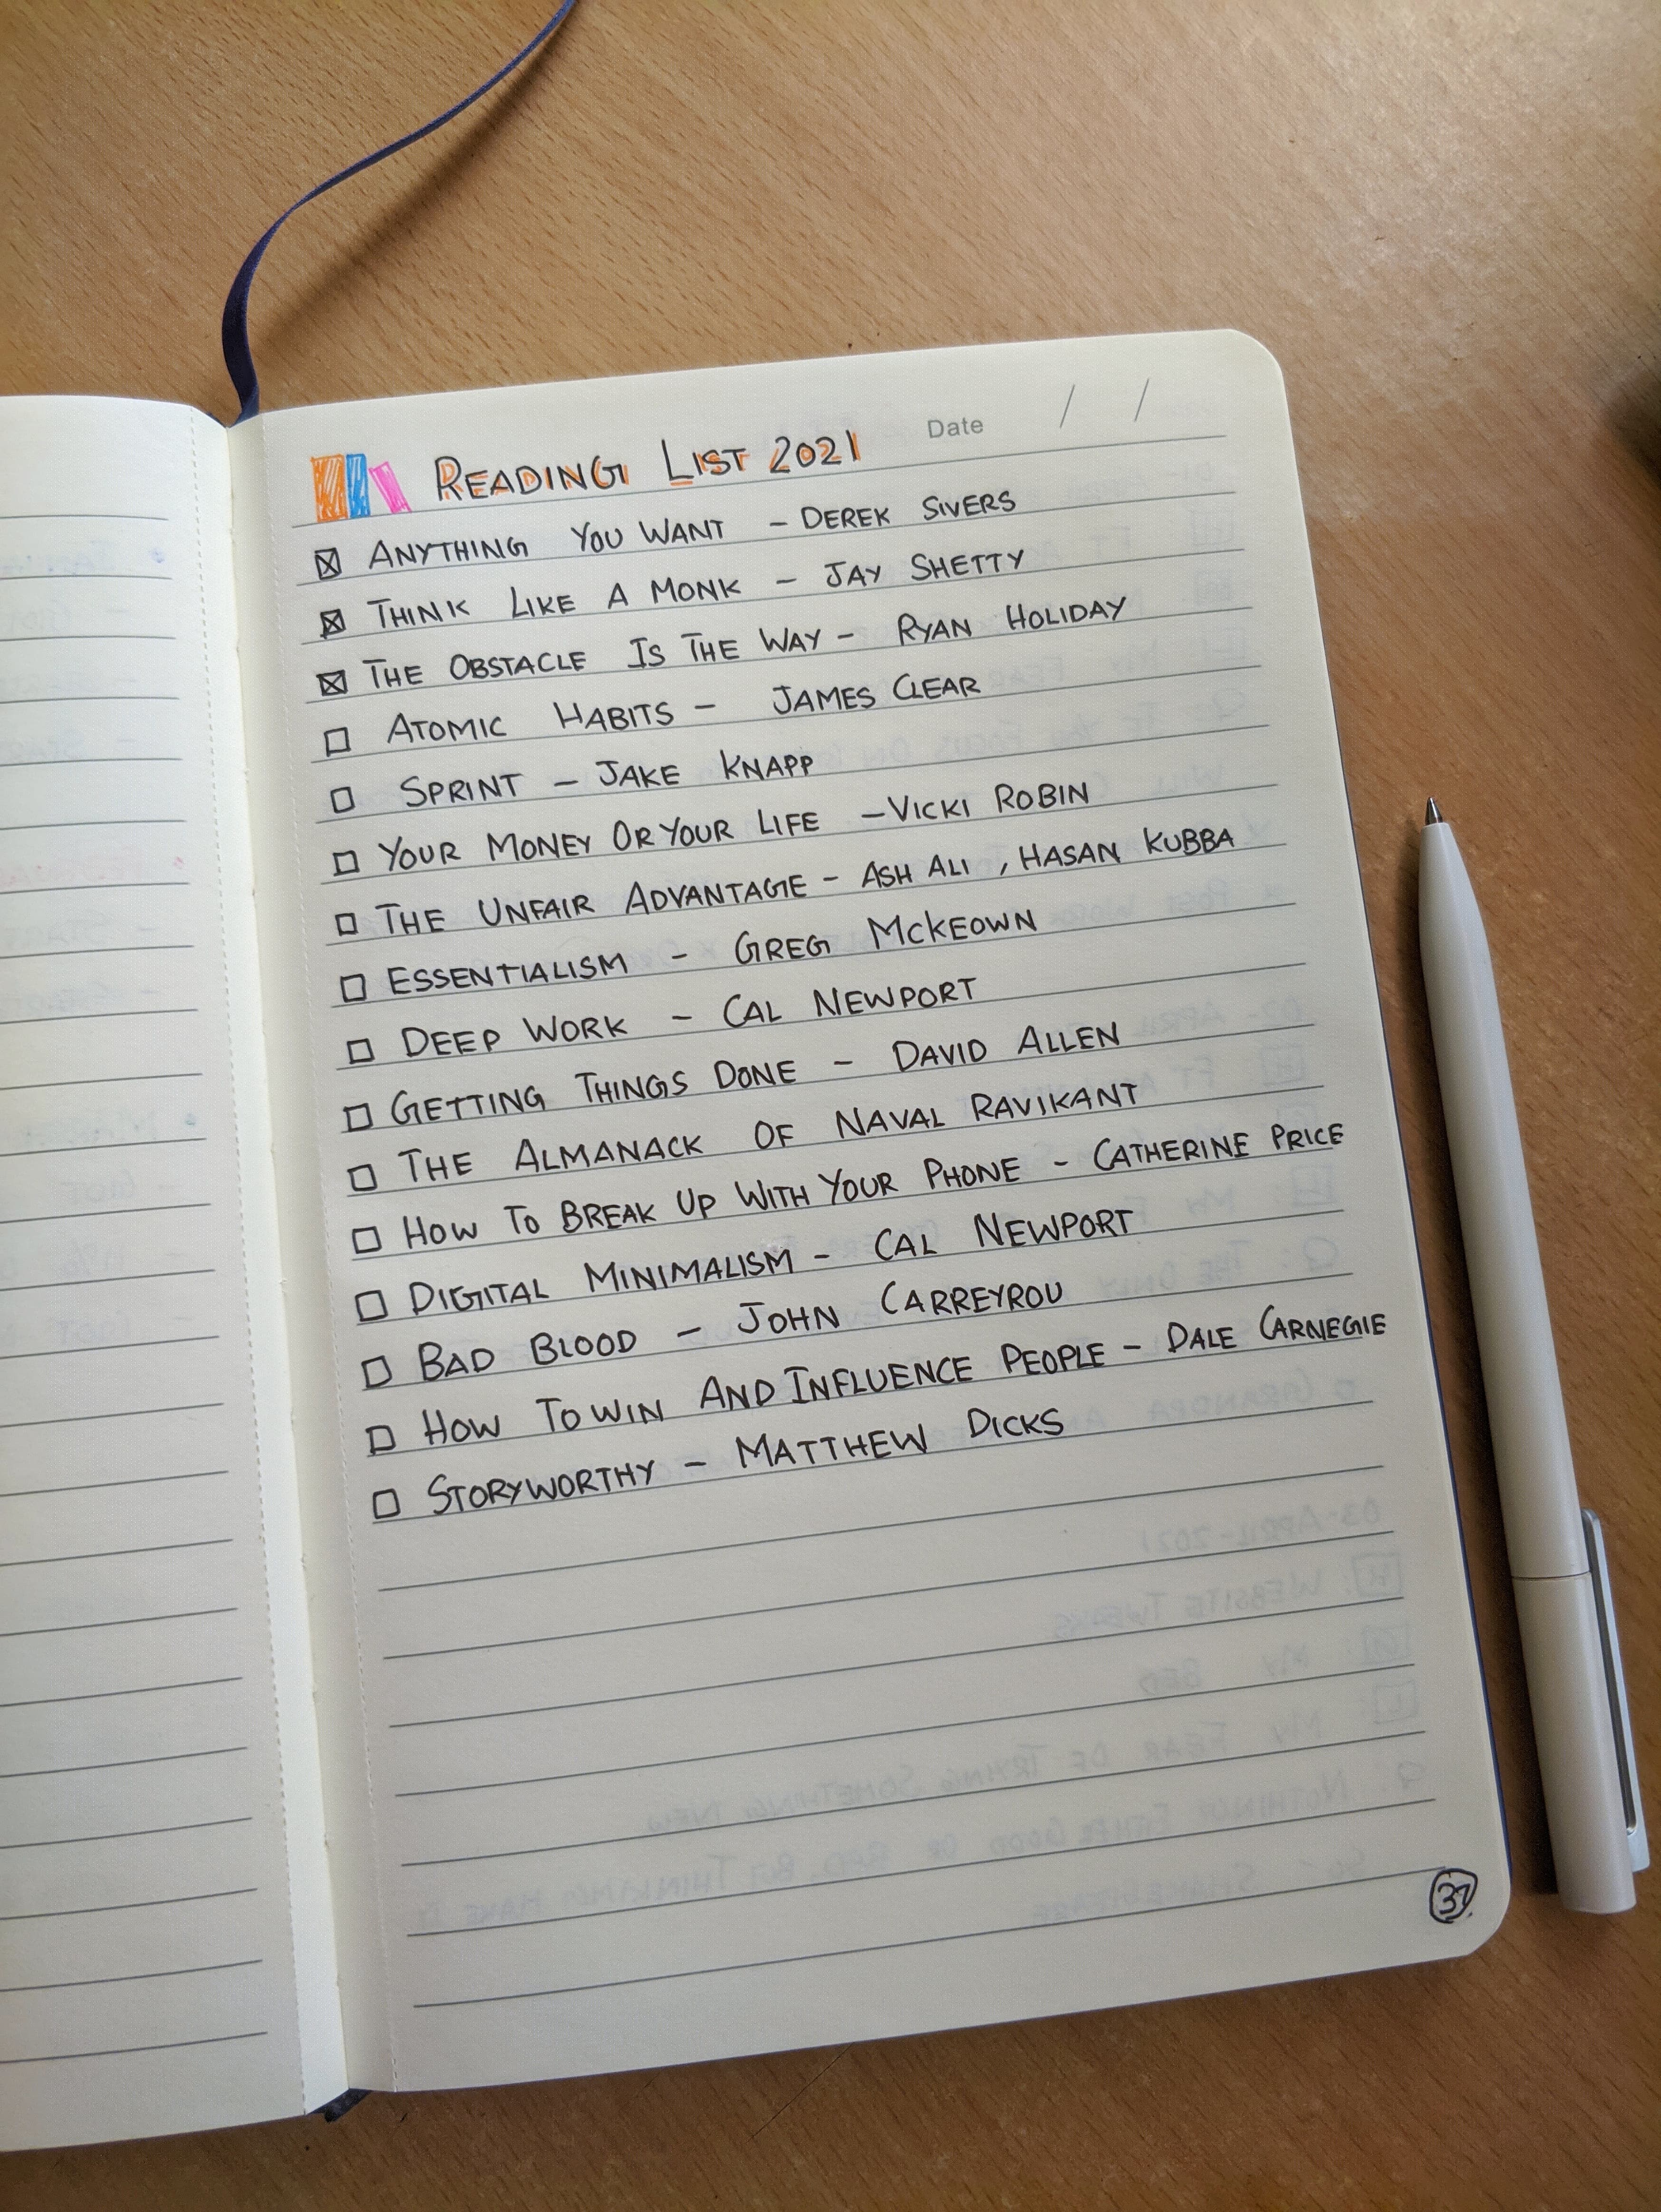 Date / /
READING LIST 2021
☒ ANYTHING YOU WANT - DEREK SIVERS
☒ THINK LIKE A MONK - JAY SHETTY
☒ THE OBSTACLE IS THE WAY - RYAN HOLIDAY
☐ ATOMIC HABITS - JAMES CLEAR
☐ SPRINT - JAKE KNAPP
☐ YOUR MONEY OR YOUR LIFE - VICKI ROBIN
☐ THE UNFAIR ADVANTAGE - ASH ALI , HASAN KUBBA
☐ ESSENTIALISM - GREG McKEOWN
☐ DEEP WORK - CAL NEWPORT
☐ GETTING THINGS DONE - DAVID ALLEN
☐ THE ALMANACK OF NAVAL RAVIKANT
☐ HOW TO BREAK UP WITH YOUR PHONE - CATHERINE PRICE
☐ DIGITAL MINIMALISM - CAL NEWPORT
☐ BAD BLOOD - JOHN CARREYROU
☐ HOW TO WIN AND INFLUENCE PEOPLE - DALE CARNEGIE
☐ STORYWORTHY - MATTHEW DICKS
37